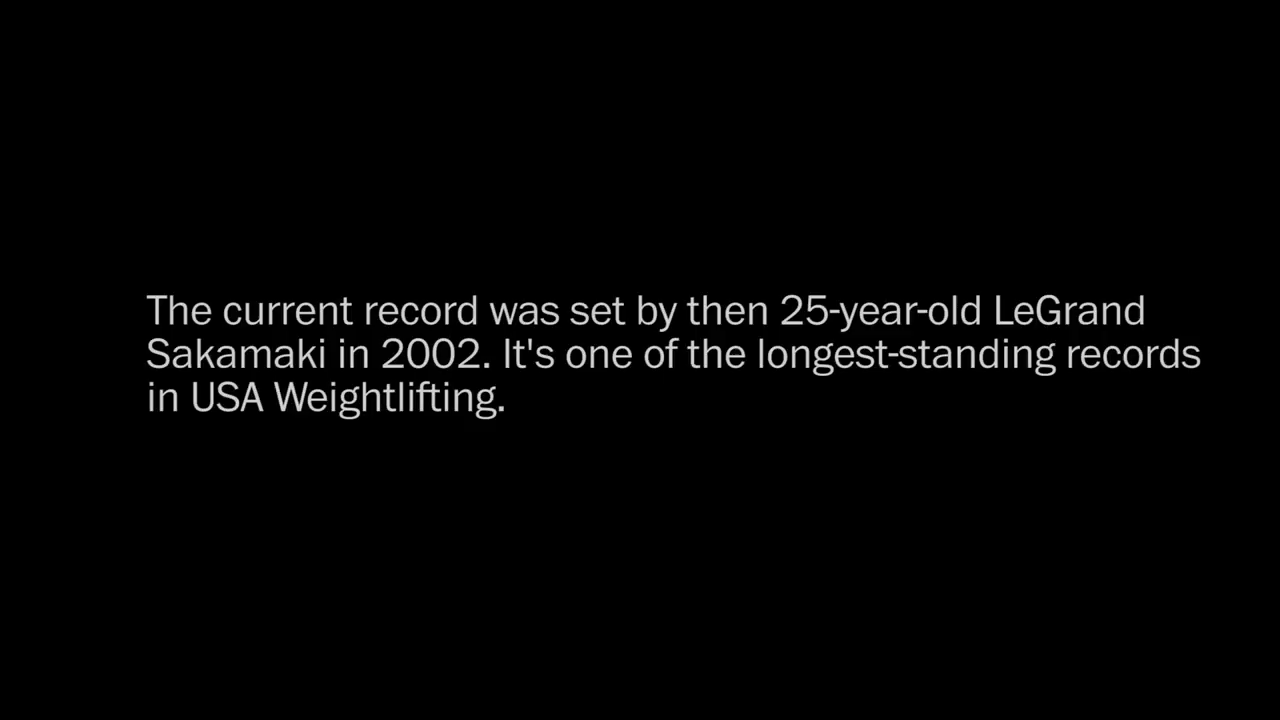 The current record was set by then 25-year-old LeGrand
Sakamaki in 2002. It's one of the longest-standing records
in USA Weightlifting.